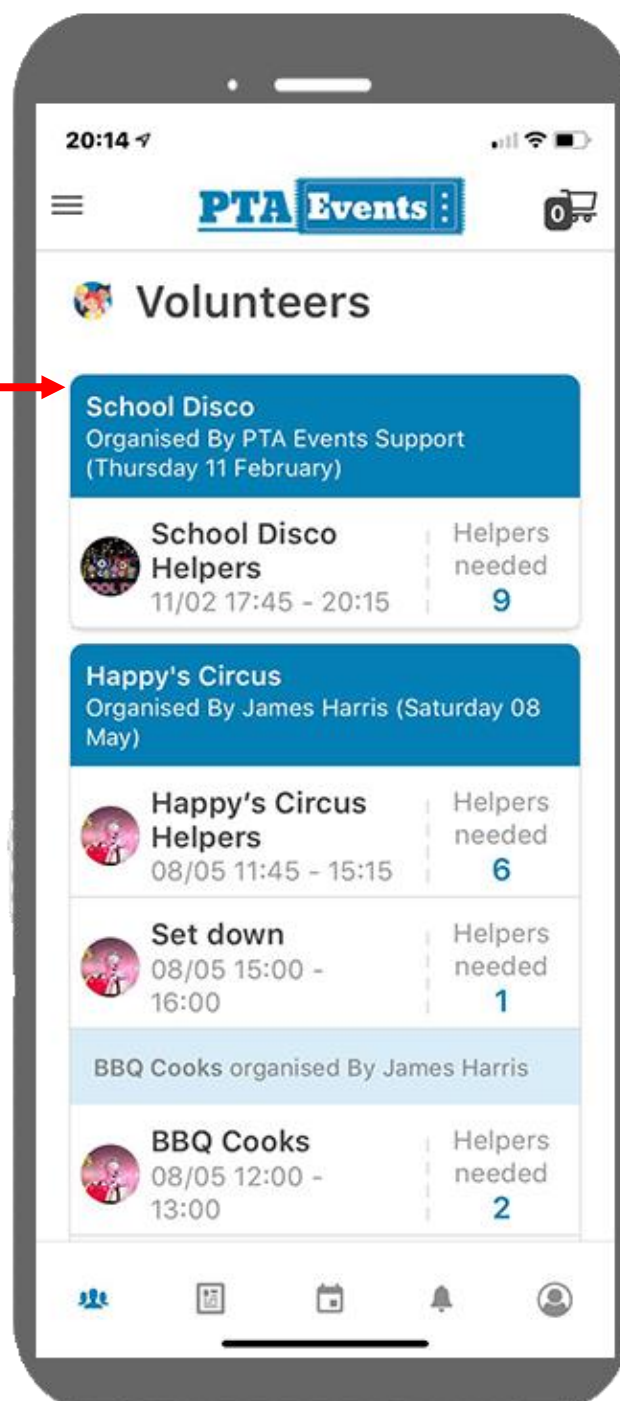 20:14
PTA Events
0
Volunteers
School Disco
Organised By PTA Events Support
(Thursday 11 February)
School Disco
Helpers
11/02 17:45 - 20:15
Helpers
needed
9
Happy's Circus
Organised By James Harris (Saturday 08
May)
Happy’s Circus
Helpers
08/05 11:45 - 15:15
Helpers
needed
6
Set down
08/05 15:00 -
16:00
Helpers
needed
1
BBQ Cooks organised By James Harris
BBQ Cooks
08/05 12:00 -
13:00
Helpers
needed
2